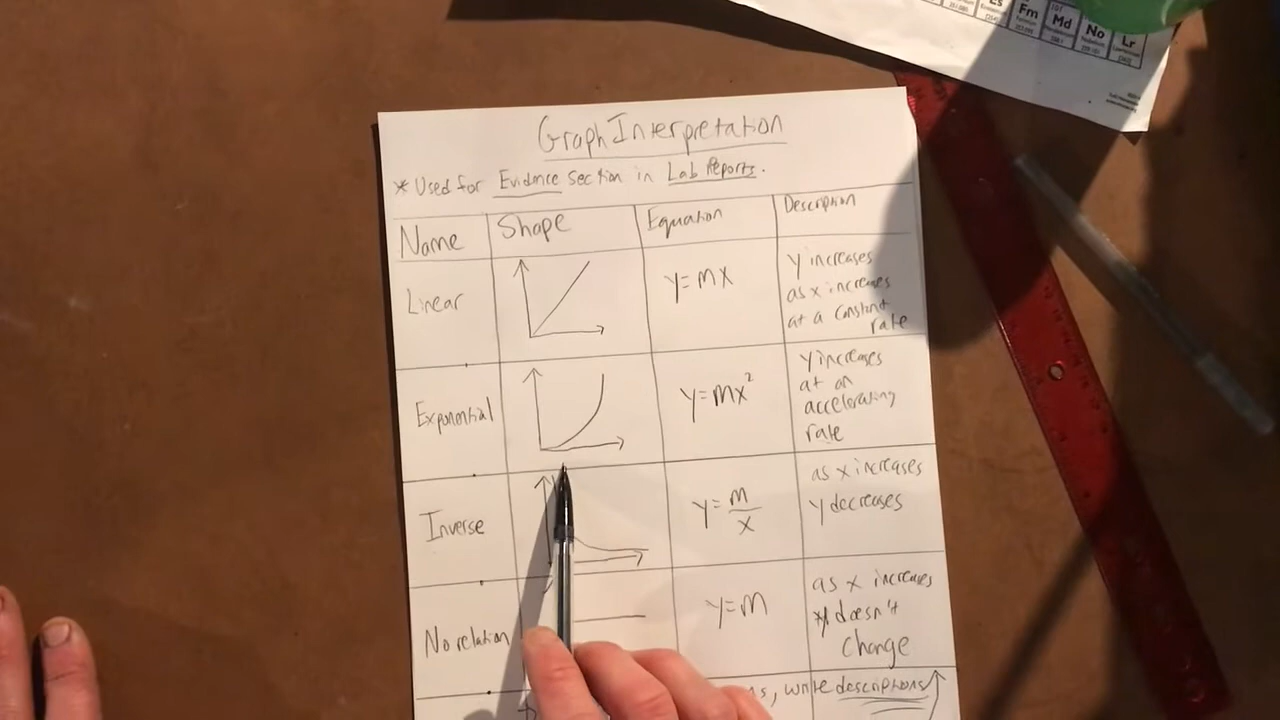 Fm Md No Lr
Graph Interpretation
* Used for Evidence section in Lab Reports.
Name Shape Equation Description
Linear y=mx y increases
as x increases
at a constant
rate
Exponential y=mx² y increases
at an
accelerating
rate
Inverse y=m/x as x increases
y decreases
No relation y=m as x increases
y doesn't
change
, write descriptions